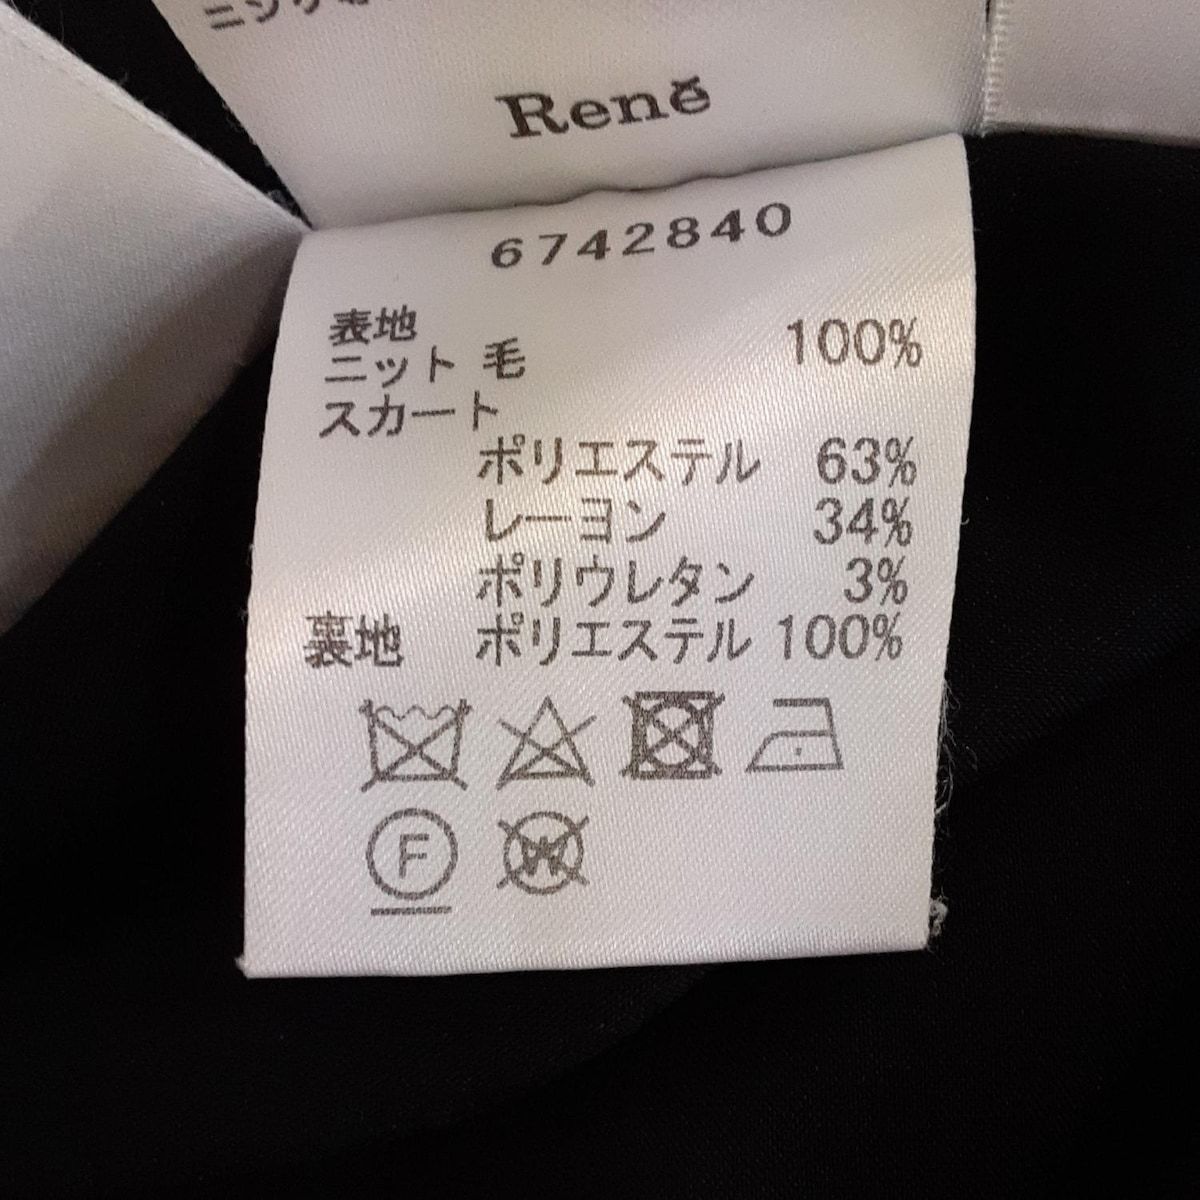 René
6742840
表地
ニット 毛 100%
スカート
ポリエステル 63%
レーヨン 34%
ポリウレタン 3%
裏地 ポリエステル 100%
F
W